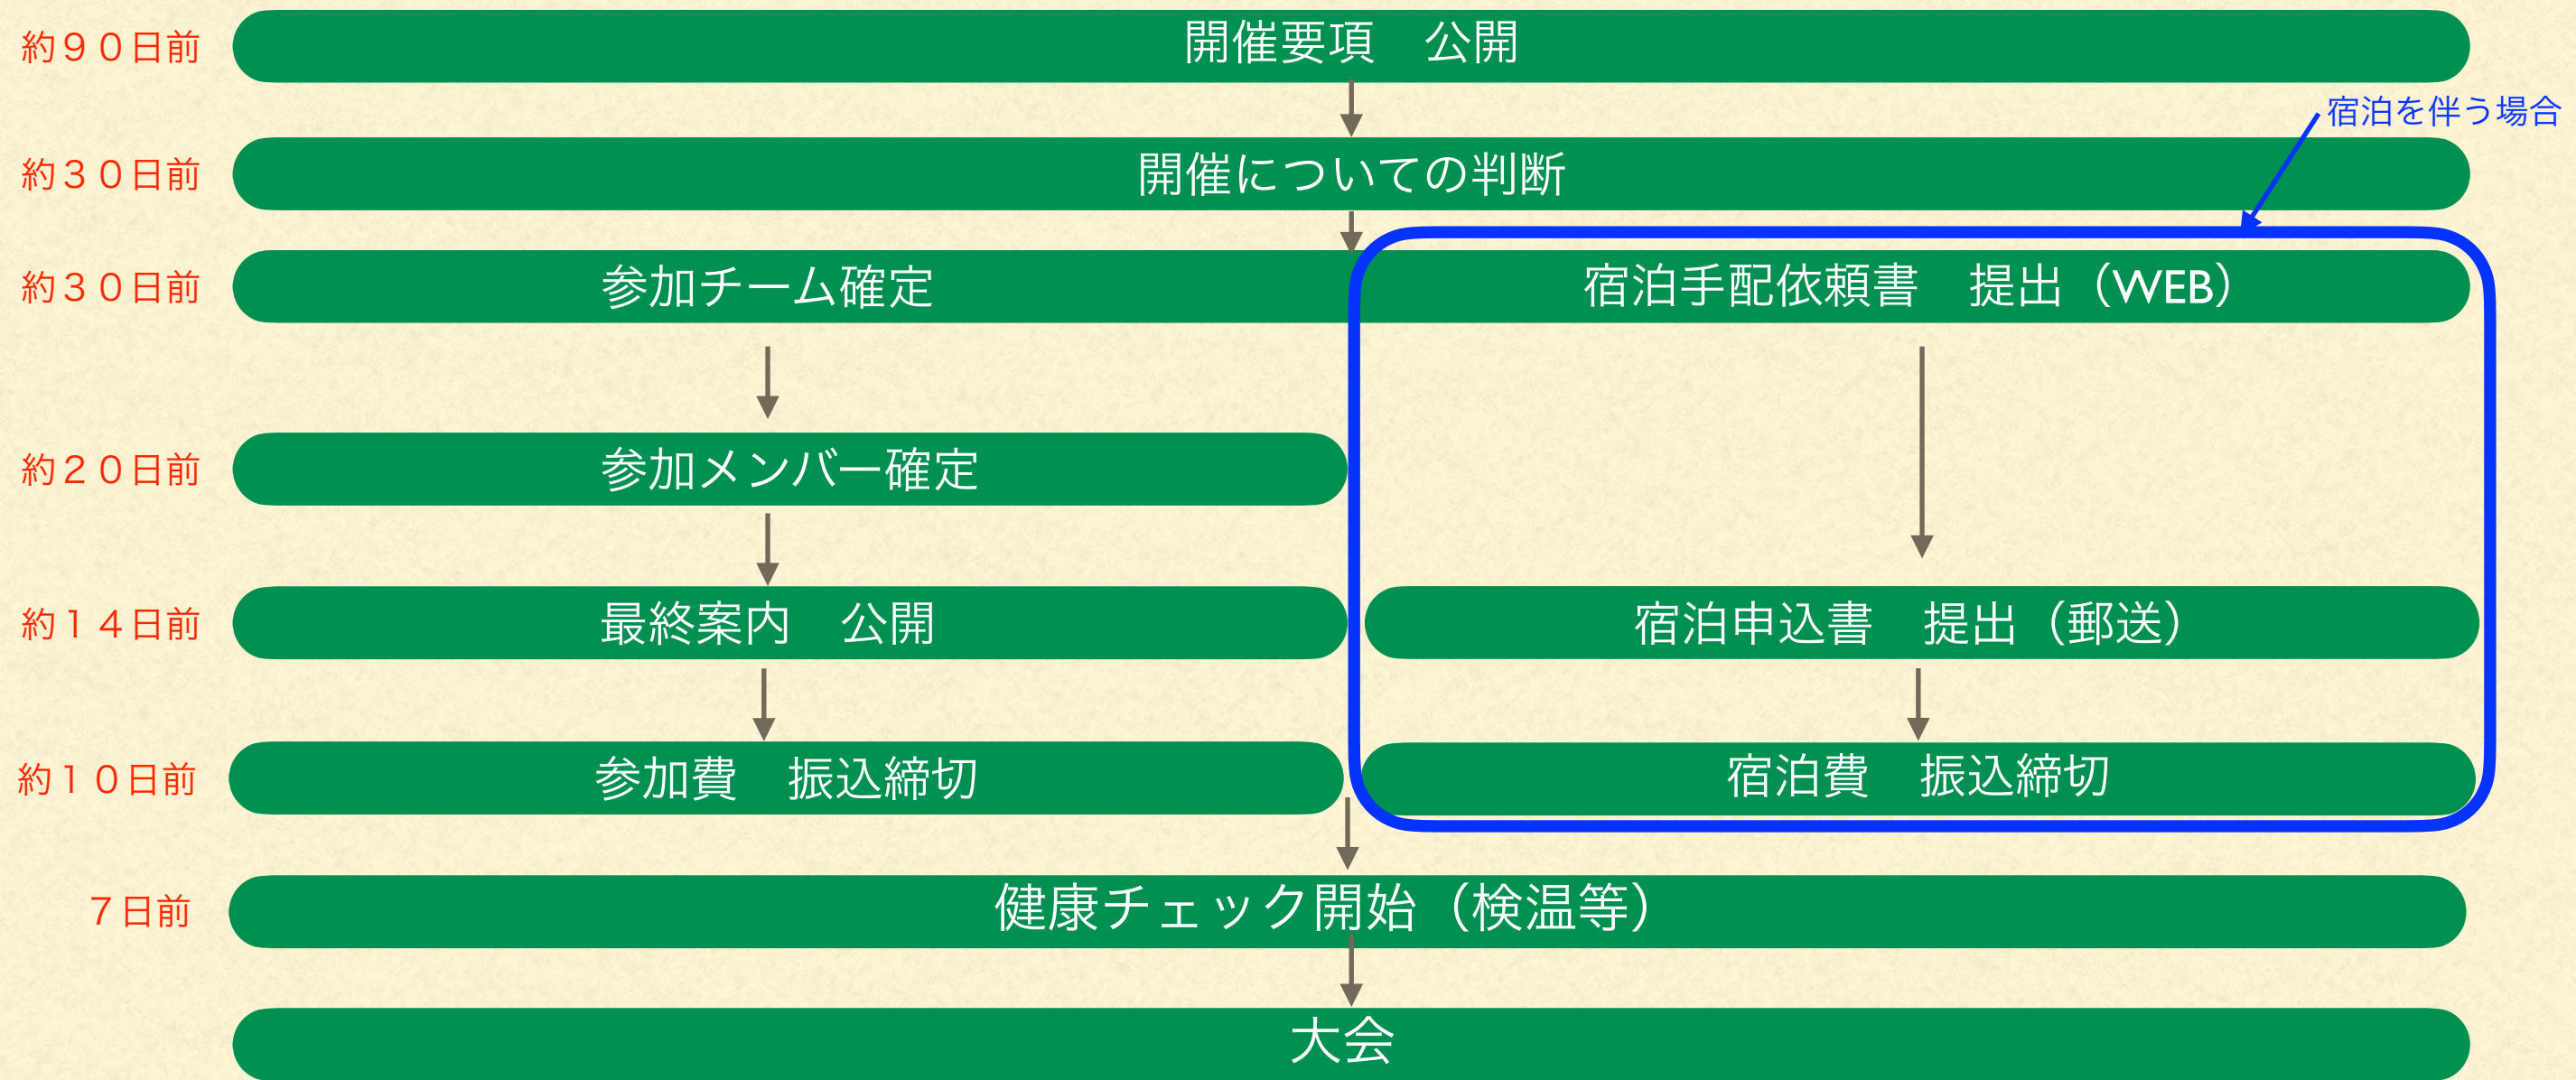 約９０日前
開催要項　公開
宿泊を伴う場合
約３０日前
開催についての判断
約３０日前
参加チーム確定
宿泊手配依頼書　提出（WEB）
約２０日前
参加メンバー確定
約１４日前
最終案内　公開
宿泊申込書　提出（郵送）
約１０日前
参加費　振込締切
宿泊費　振込締切
７日前
健康チェック開始（検温等）
大会